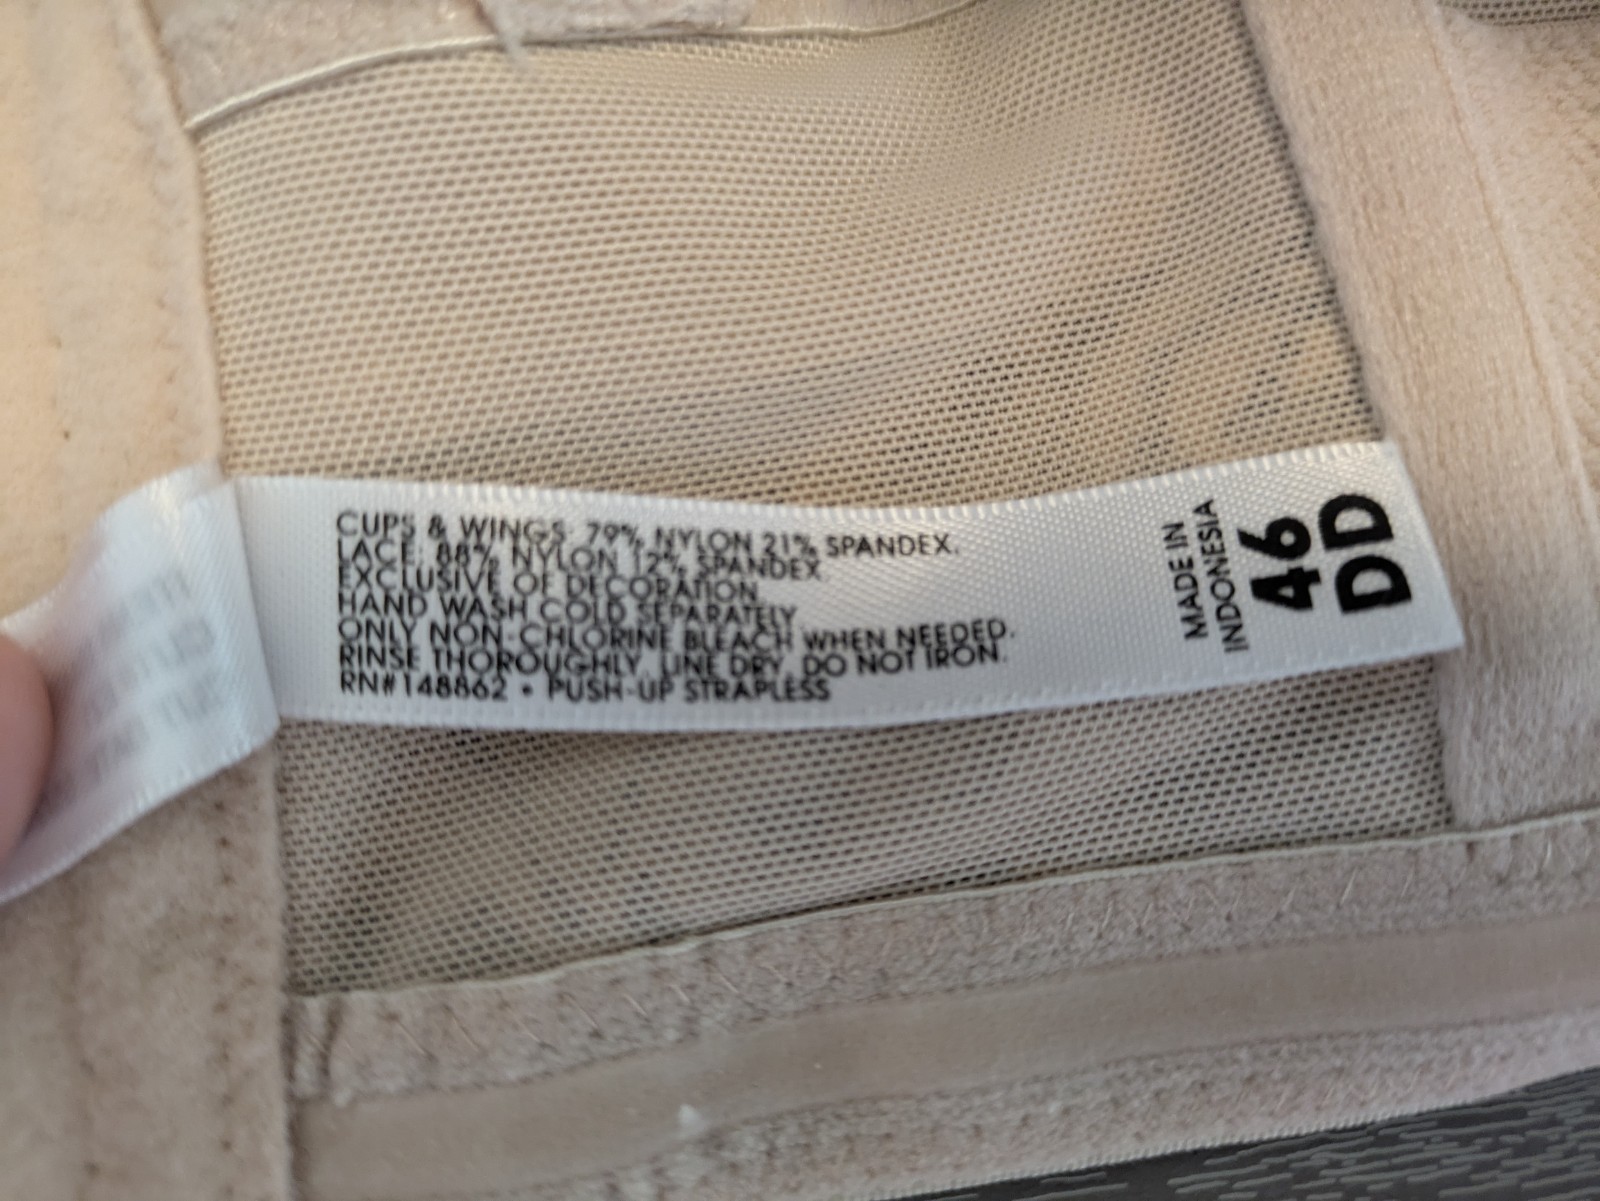 CUPS & WINGS: 79% NYLON 21% SPANDEX.
LACE: 88% NYLON 12% SPANDEX
EXCLUSIVE OF DECORATION.
HAND WASH COLD SEPARATELY.
ONLY NON-CHLORINE BLEACH WHEN NEEDED.
RINSE THOROUGHLY. LINE DRY. DO NOT IRON.
RN#148862 • PUSH-UP STRAPLESS
MADE IN
INDONESIA
46
DD